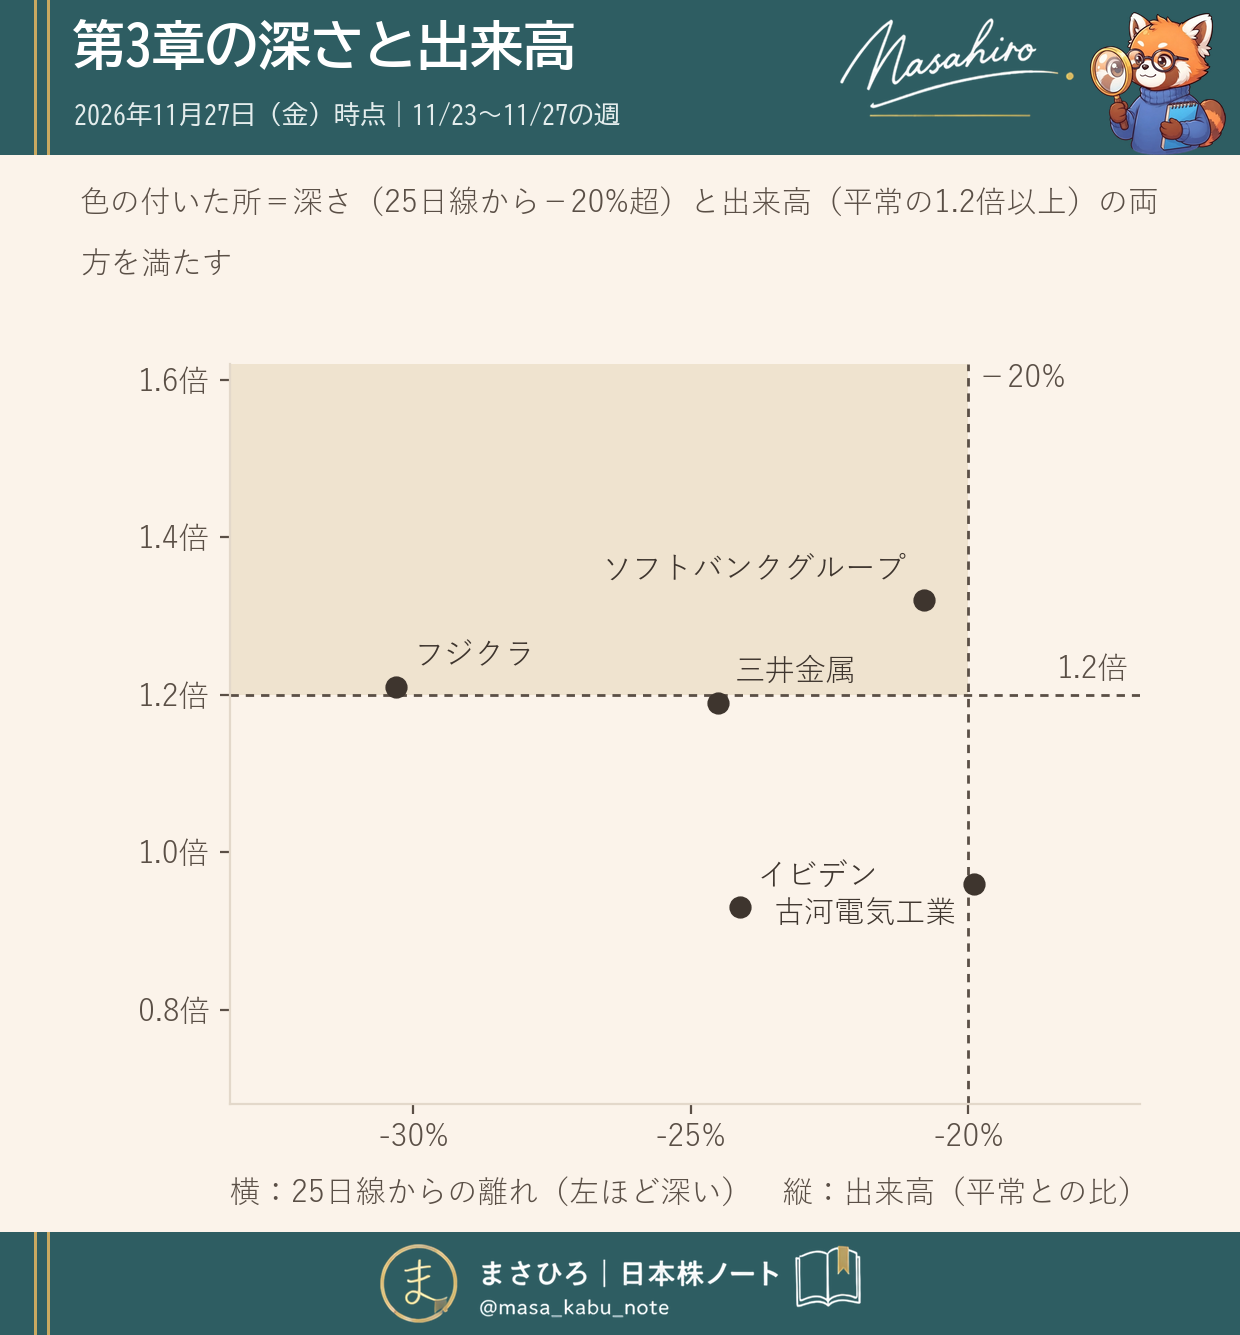 第3章の深さと出来高
Masahiro
2026年11月27日（金）時点｜11/23～11/27の週
色の付いた所＝深さ（25日線から－20%超）と出来高（平常の1.2倍以上）の両
方を満たす
1.6倍
－20%
1.4倍
ソフトバンクグループ
フジクラ
三井金属
1.2倍
1.2倍
1.0倍
イビデン
古河電気工業
0.8倍
-30%
-25%
-20%
横：25日線からの離れ（左ほど深い）　縦：出来高（平常との比）
ま
まさひろ｜日本株ノート
@masa_kabu_note